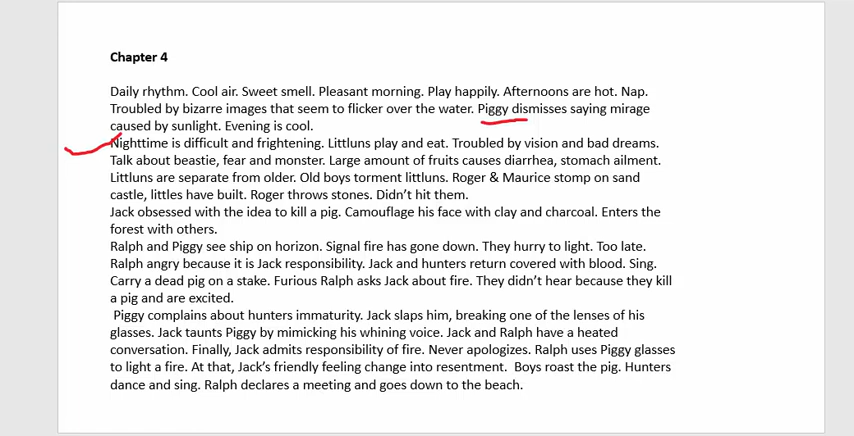 Chapter 4
Daily rhythm. Cool air. Sweet smell. Pleasant morning. Play happily. Afternoons are hot. Nap.
Troubled by bizarre images that seem to flicker over the water. Piggy dismisses saying mirage
caused by sunlight. Evening is cool.
Nighttime is difficult and frightening. Littluns play and eat. Troubled by vision and bad dreams.
Talk about beastie, fear and monster. Large amount of fruits causes diarrhea, stomach ailment.
Littluns are separate from older. Old boys torment littluns. Roger & Maurice stomp on sand
castle, littles have built. Roger throws stones. Didn’t hit them.
Jack obsessed with the idea to kill a pig. Camouflage his face with clay and charcoal. Enters the
forest with others.
Ralph and Piggy see ship on horizon. Signal fire has gone down. They hurry to light. Too late.
Ralph angry because it is Jack responsibility. Jack and hunters return covered with blood. Sing.
Carry a dead pig on a stake. Furious Ralph asks Jack about fire. They didn’t hear because they kill
a pig and are excited.
Piggy complains about hunters immaturity. Jack slaps him, breaking one of the lenses of his
glasses. Jack taunts Piggy by mimicking his whining voice. Jack and Ralph have a heated
conversation. Finally, Jack admits responsibility of fire. Never apologizes. Ralph uses Piggy glasses
to light a fire. At that, Jack’s friendly feeling change into resentment. Boys roast the pig. Hunters
dance and sing. Ralph declares a meeting and goes down to the beach.